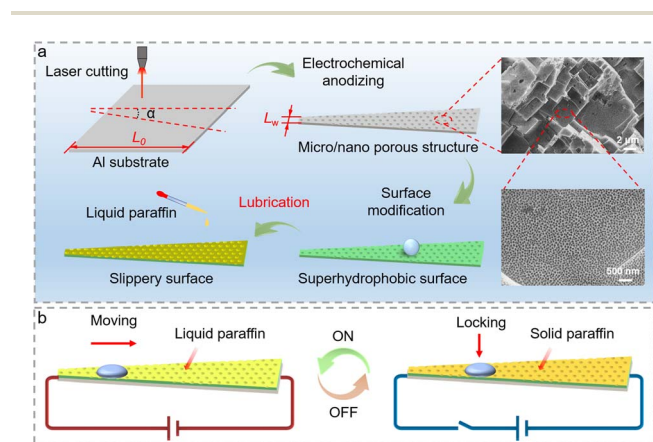 a
Laser cutting
Electrochemical
anodizing
α
L0
Al substrate
Lw
Micro/nano porous structure
2 μm
Liquid paraffin
Lubrication
Surface
modification
Slippery surface
Superhydrophobic surface
500 nm
b
Moving
Liquid paraffin
ON
OFF
Locking
Solid paraffin